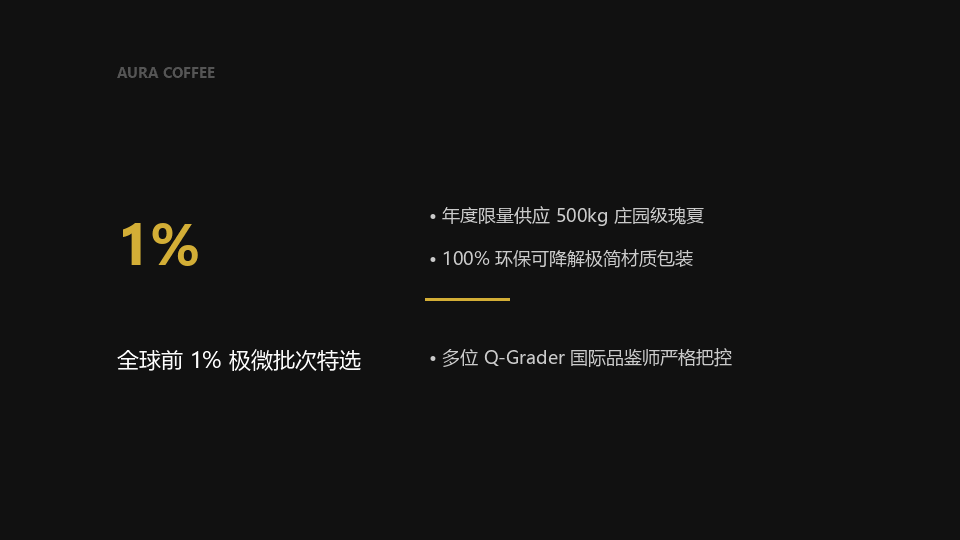 AURA COFFEE
1%
全球前 1% 极微批次特选
• 年度限量供应 500kg 庄园级瑰夏
• 100% 环保可降解极简材质包装
• 多位 Q-Grader 国际品鉴师严格把控